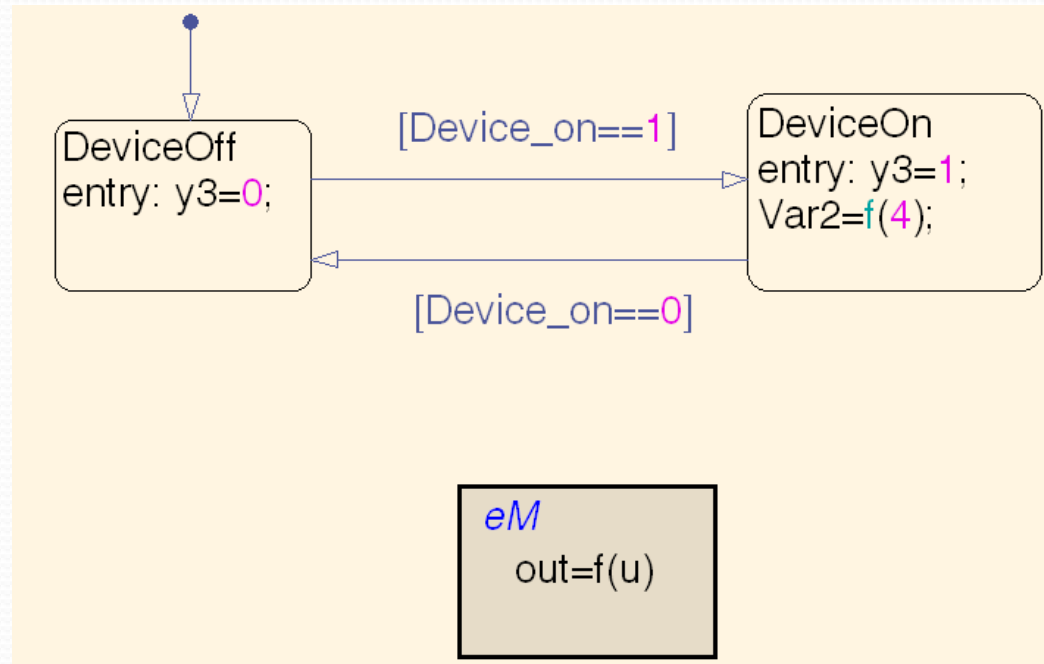 DeviceOff
entry: y3=0;
[Device_on==1]
DeviceOn
entry: y3=1;
Var2=f(4);
[Device_on==0]
eM
out=f(u)